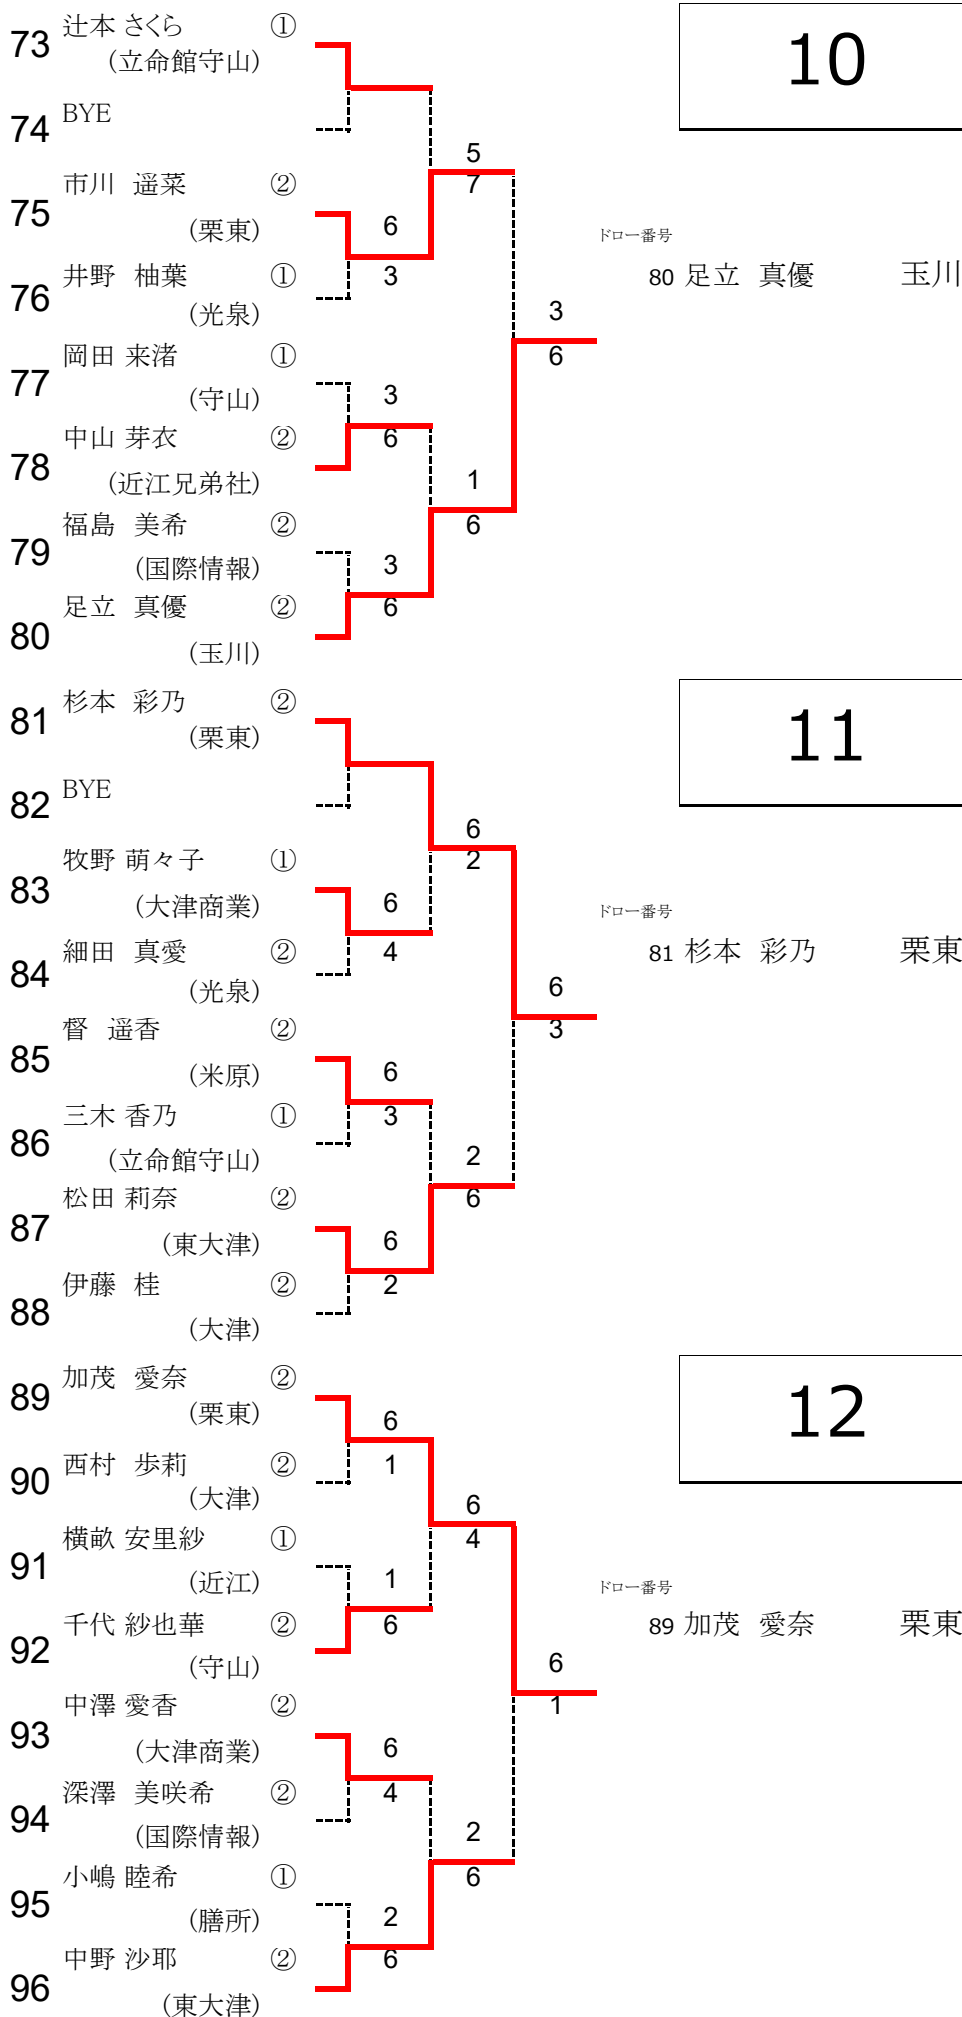 辻本 さくら ①
73
(立命館守山)
10
BYE
74
5
7
市川 遥菜 ②
75
(栗東)
6
ドロー番号
井野 柚葉 ①
3
80 足立 真優 玉川
76
(光泉)
3
岡田 来渚 ①
6
77
(守山)
3
中山 芽衣 ②
6
78
(近江兄弟社)
1
福島 美希 ②
6
79
(国際情報)
3
足立 真優 ②
6
80
(玉川)
杉本 彩乃 ②
81
(栗東)
11
BYE
82
6
2
牧野 萌々子 ①
83
(大津商業)
6
ドロー番号
細田 真愛 ②
4
81 杉本 彩乃 栗東
84
(光泉)
6
督 遥香 ②
3
85
(米原)
6
三木 香乃 ①
3
86
(立命館守山)
2
松田 莉奈 ②
6
87
(東大津)
6
伊藤 桂 ②
2
88
(大津)
加茂 愛奈 ②
89
(栗東)
6
12
西村 歩莉 ②
1
90
(大津)
6
横畝 安里紗 ①
4
91
(近江)
1
ドロー番号
千代 紗也華 ②
6
89 加茂 愛奈 栗東
92
(守山)
6
中澤 愛香 ②
1
93
(大津商業)
6
深澤 美咲希 ②
4
94
(国際情報)
2
小嶋 睦希 ①
6
95
(膳所)
2
中野 沙耶 ②
6
96
(東大津)